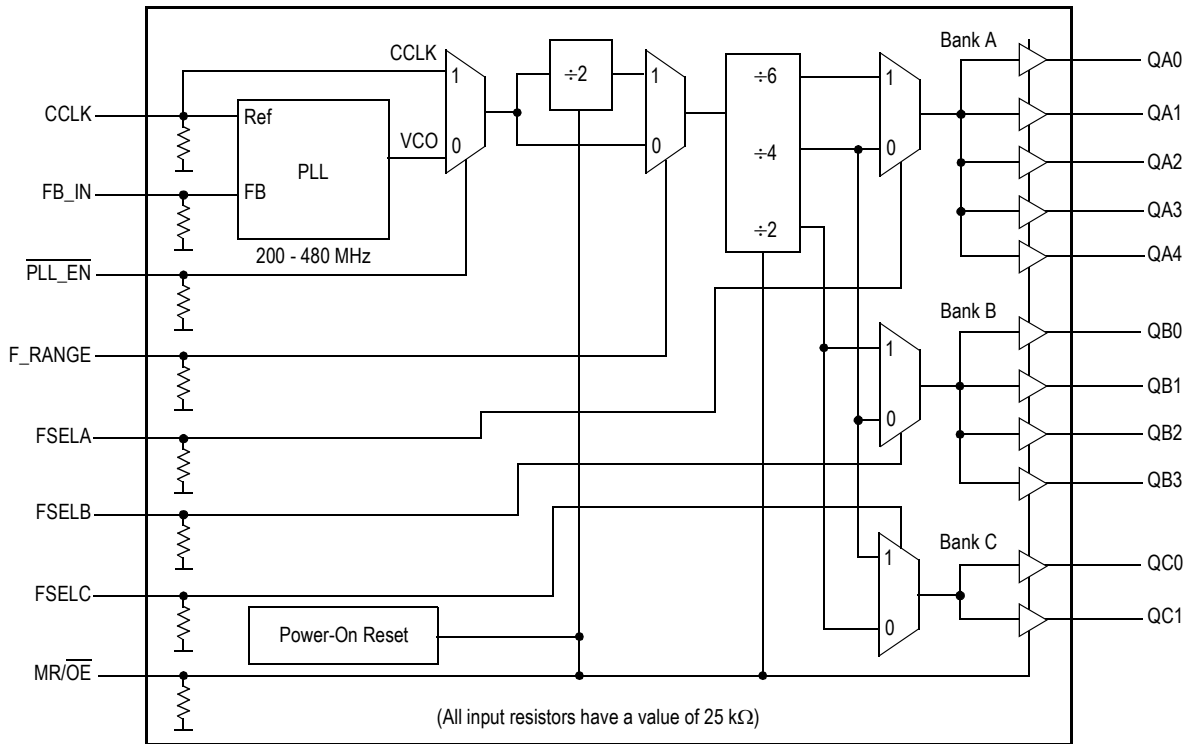 CCLK
FB_IN
PLL_EN
F_RANGE
FSELA
FSELB
FSELC
MR/OE
CCLK
Ref
FB
PLL
VCO
200 - 480 MHz
1
0
÷2
1
0
÷6
÷4
÷2
1
0
1
0
1
0
Bank A
QA0
QA1
QA2
QA3
QA4
Bank B
QB0
QB1
QB2
QB3
Bank C
QC0
QC1
Power-On Reset
(All input resistors have a value of 25 kΩ)